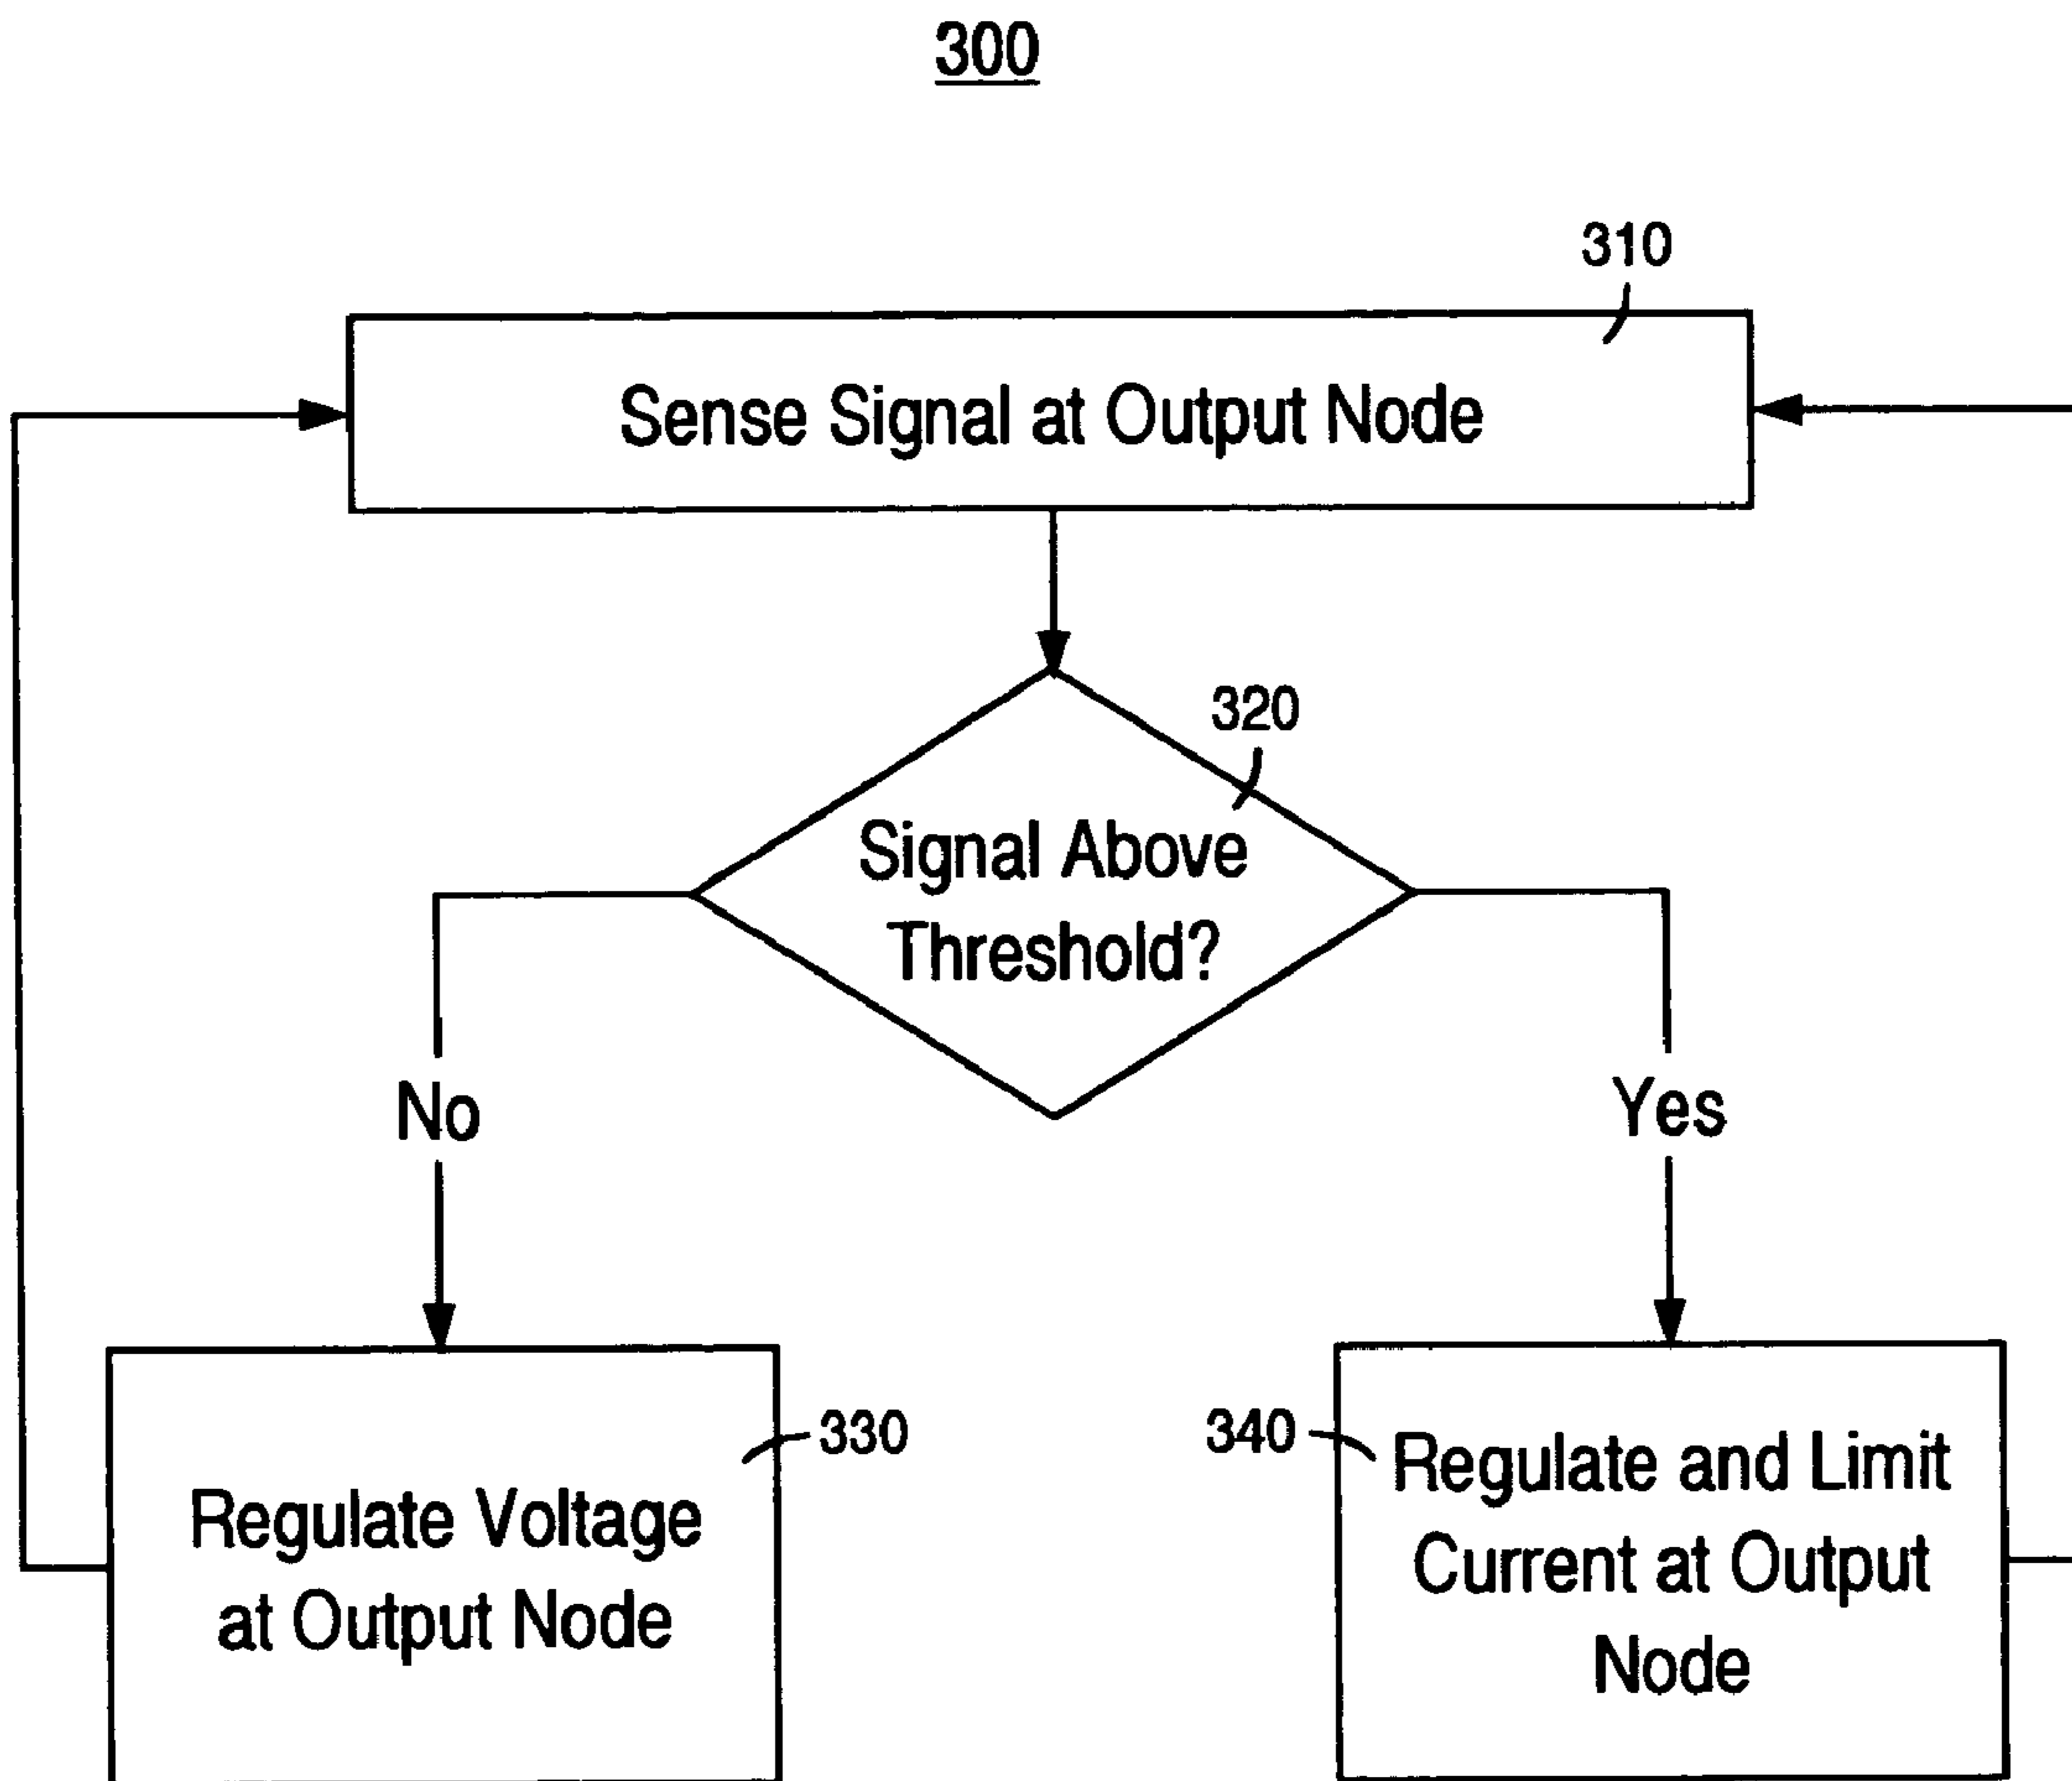 300
310
Sense Signal at Output Node
320
Signal Above
Threshold?
No
Yes
330
Regulate Voltage
at Output Node
340
Regulate and Limit
Current at Output
Node